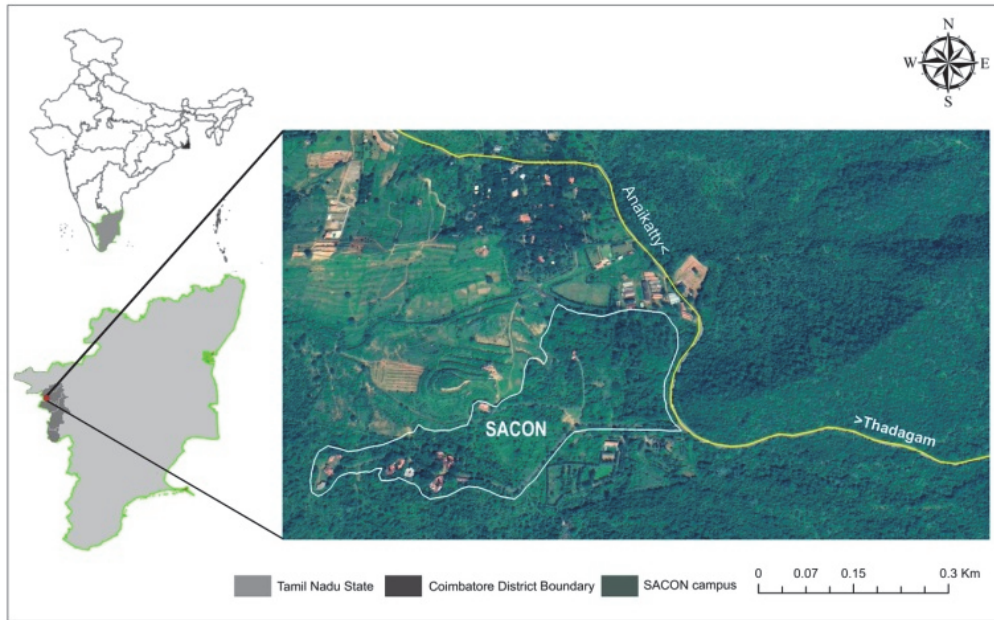 N
W E
S
Anaikatty<
SACON
>Thadagam
Tamil Nadu State
Coimbatore District Boundary
SACON campus
0 0.07 0.15 0.3 Km